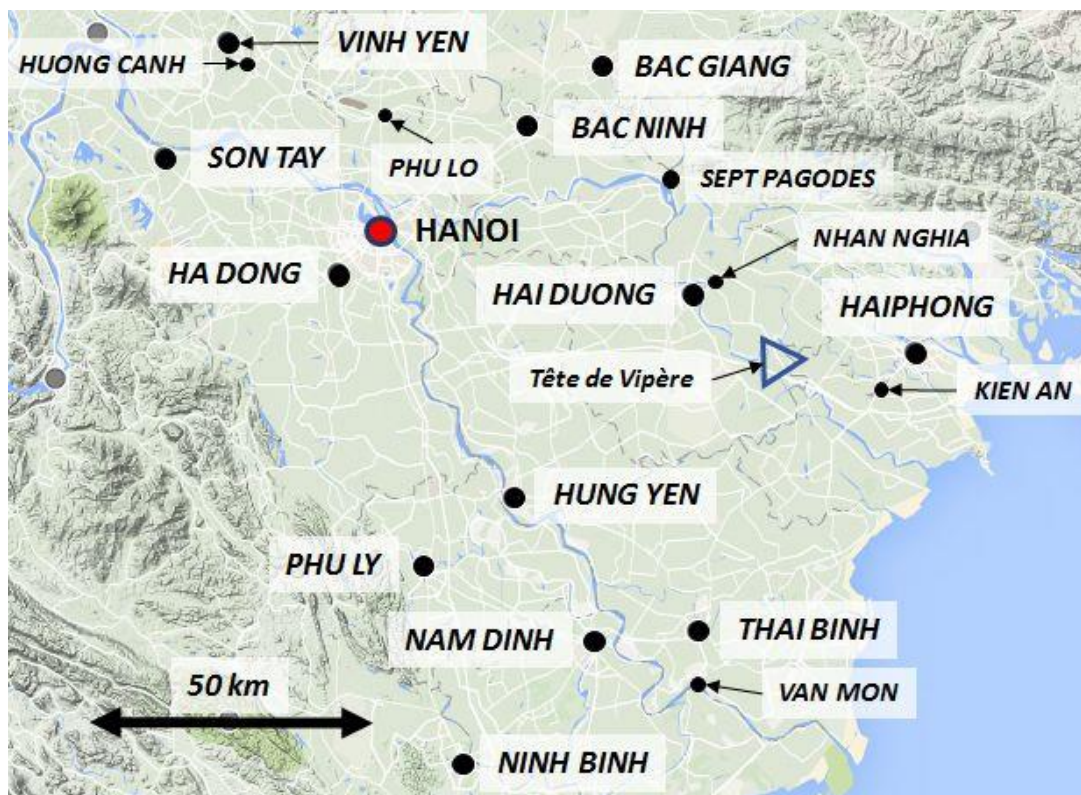 VINH YEN
HUONG CANH
BAC GIANG
BAC NINH
SON TAY
PHU LO
SEPT PAGODES
HANOI
NHAN NGHIA
HA DONG
HAI DUONG
HAIPHONG
Tête de Vipère
KIEN AN
HUNG YEN
PHU LY
NAM DINH
THAI BINH
50 km
VAN MON
NINH BINH